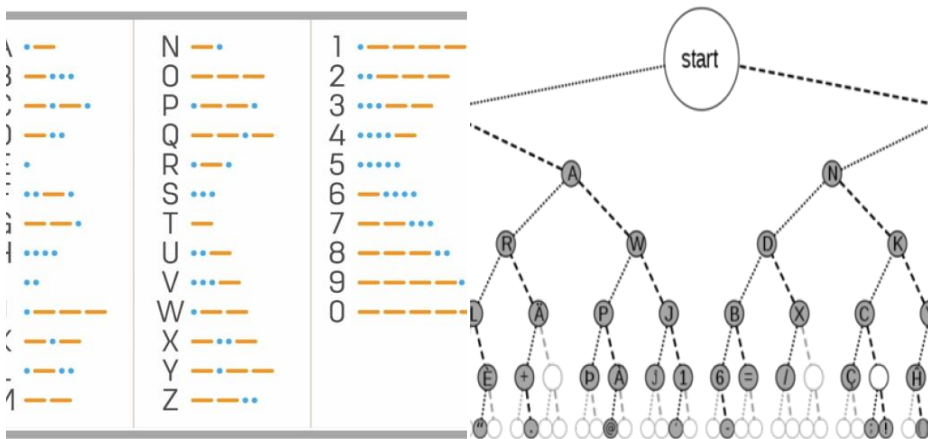 N
O
P
Q
R
S
T
U
V
W
X
Y
Z
1
2
3
4
5
6
7
8
9
0
start
A N
R W D K
L Ä P J B X C
È + Þ À Ĵ 1 6 = / Ç Ĥ
" . @ ' - ; !